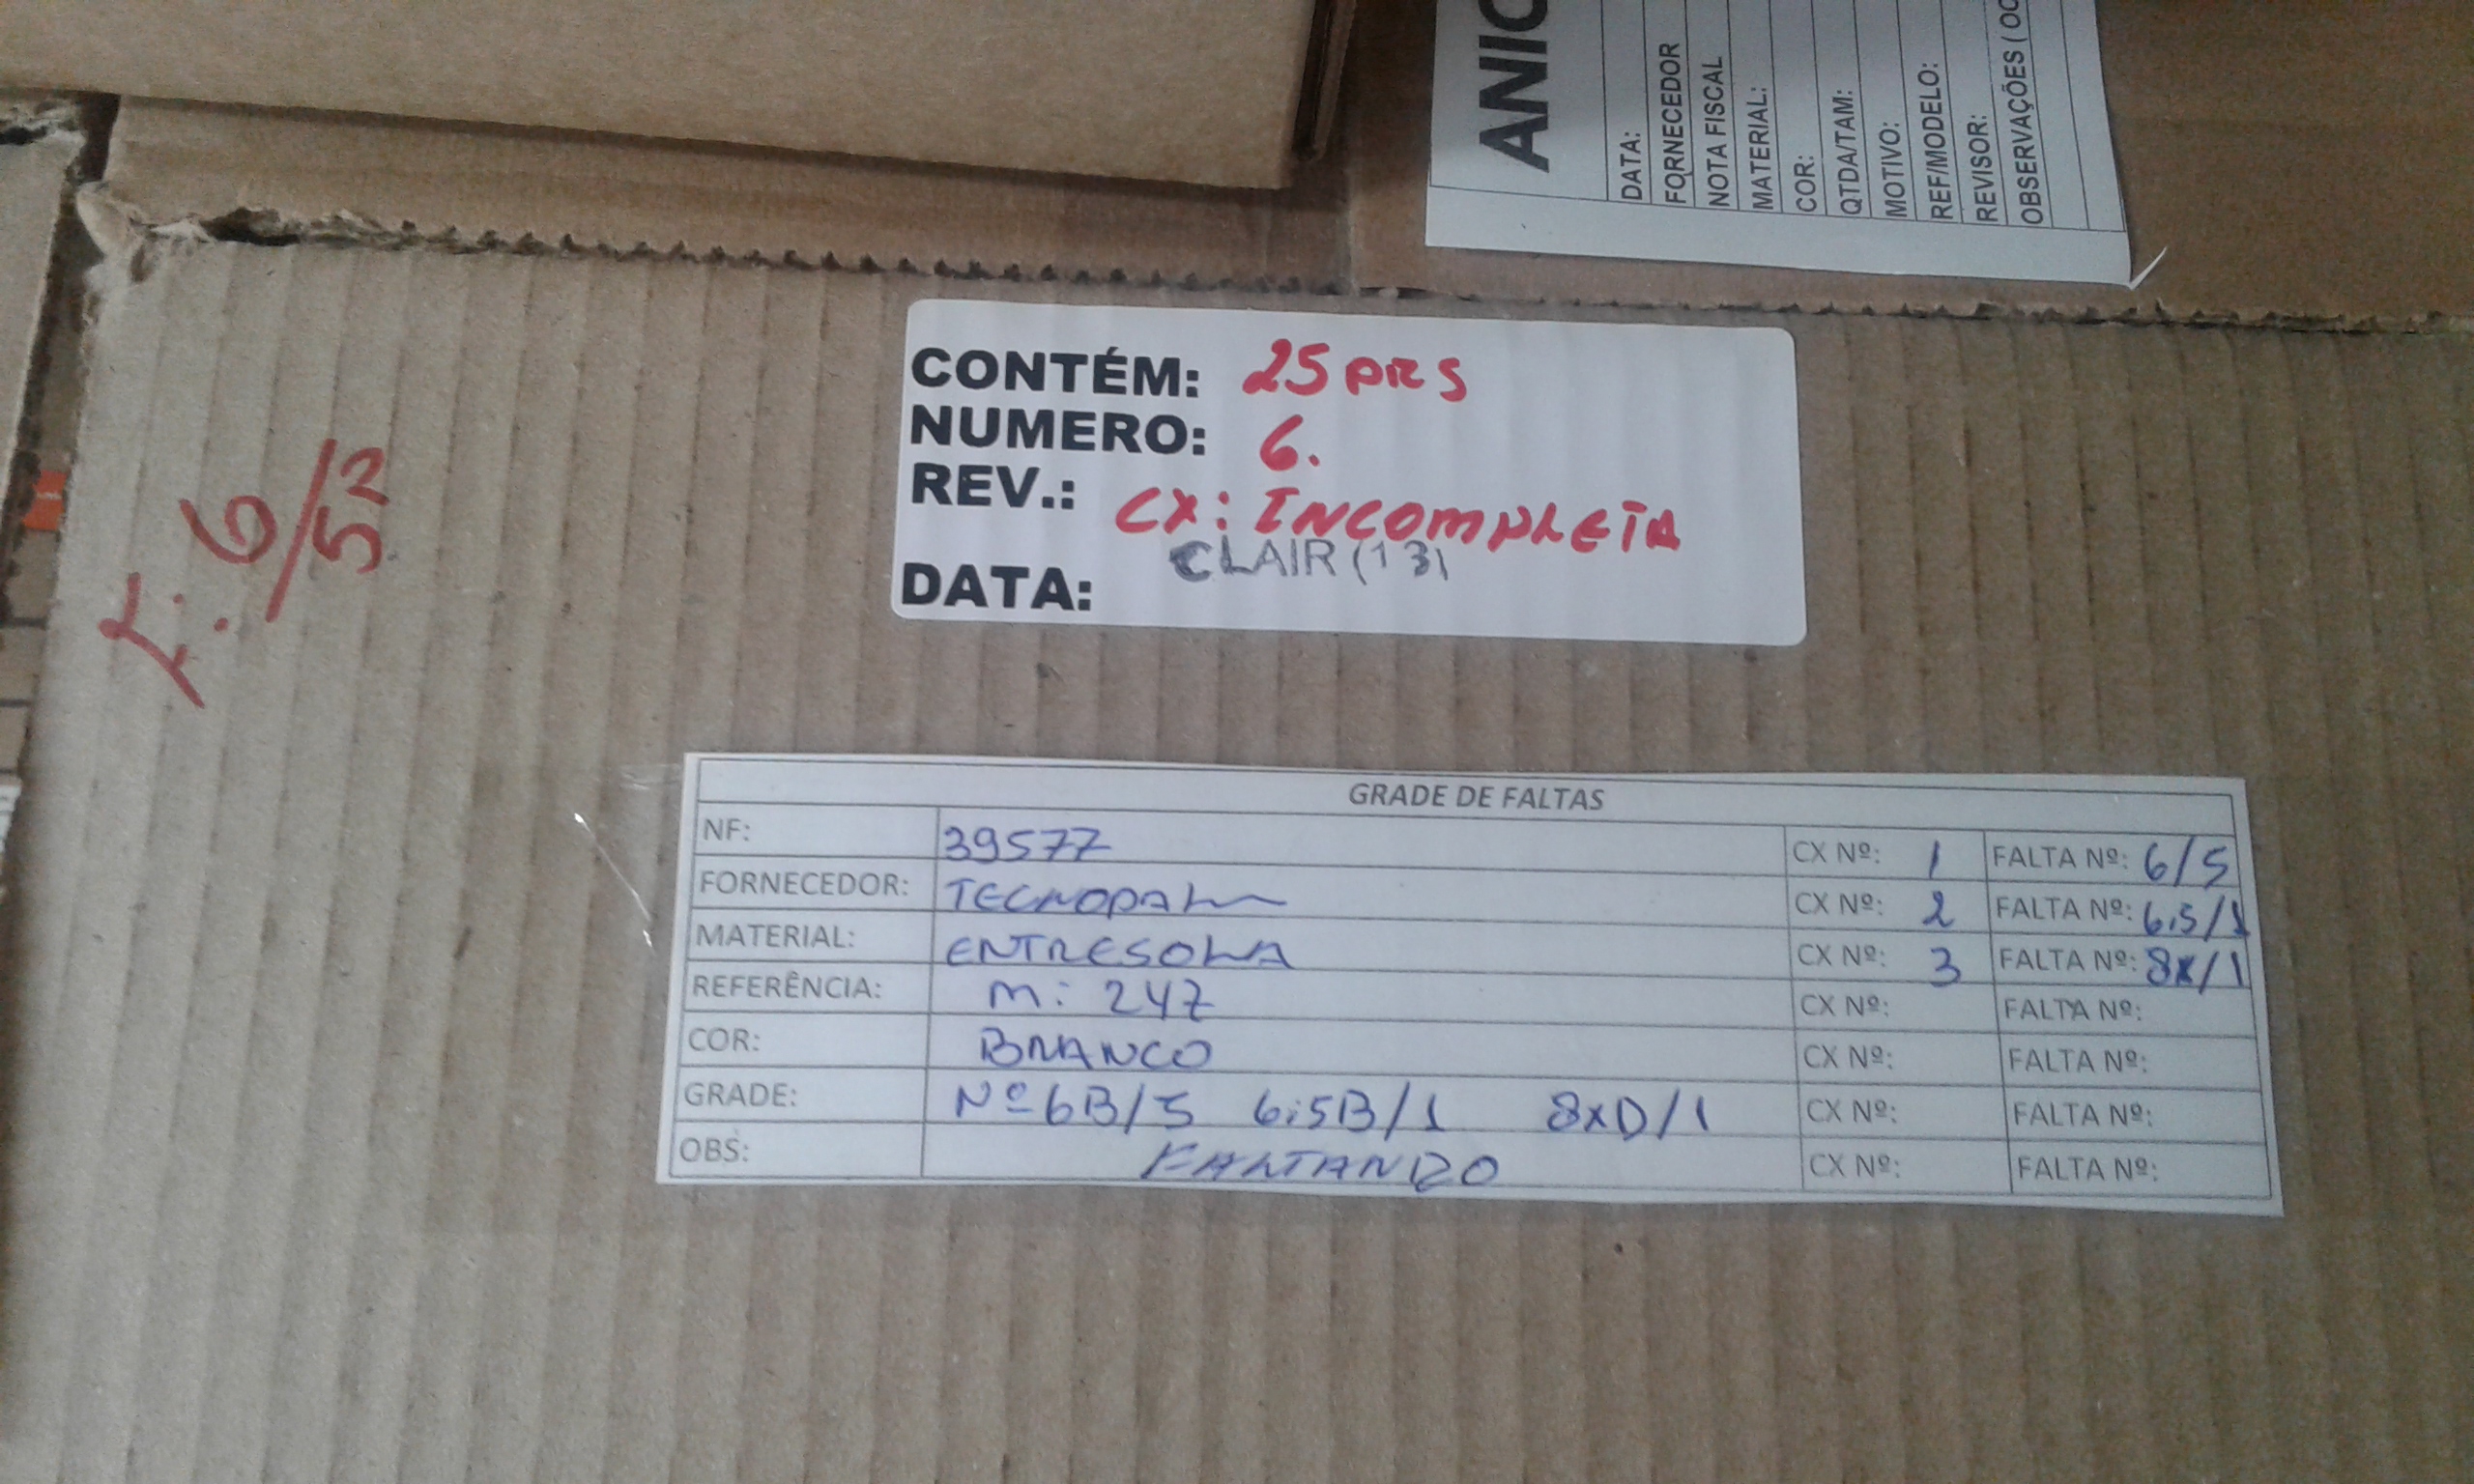 ANIC
DATA:
FORNECEDOR
NOTA FISCAL
MATERIAL:
COR:
QTDA/TAM:
MOTIVO:
REF/MODELO:
REVISOR:
OBSERVAÇÕES ( OC
CONTÉM: 25 PRS
NUMERO: 6.
REV.: CX: INCOMPLETA
CLAIR (13)
DATA:
F: 6/5
GRADE DE FALTAS
NF: 39577 CX Nº: 1 FALTA Nº: 6/5
FORNECEDOR: CX Nº: 2 FALTA Nº: 6,5/1
MATERIAL: ENTRESOLA CX Nº: 3 FALTA Nº: 8x/1
REFERÊNCIA: M: 247 CX Nº: FALTA Nº:
COR: BRANCO CX Nº: FALTA Nº:
GRADE: Nº 6B/5 6,5B/1 8xD/1 CX Nº: FALTA Nº:
OBS: FALTANDO CX Nº: FALTA Nº: